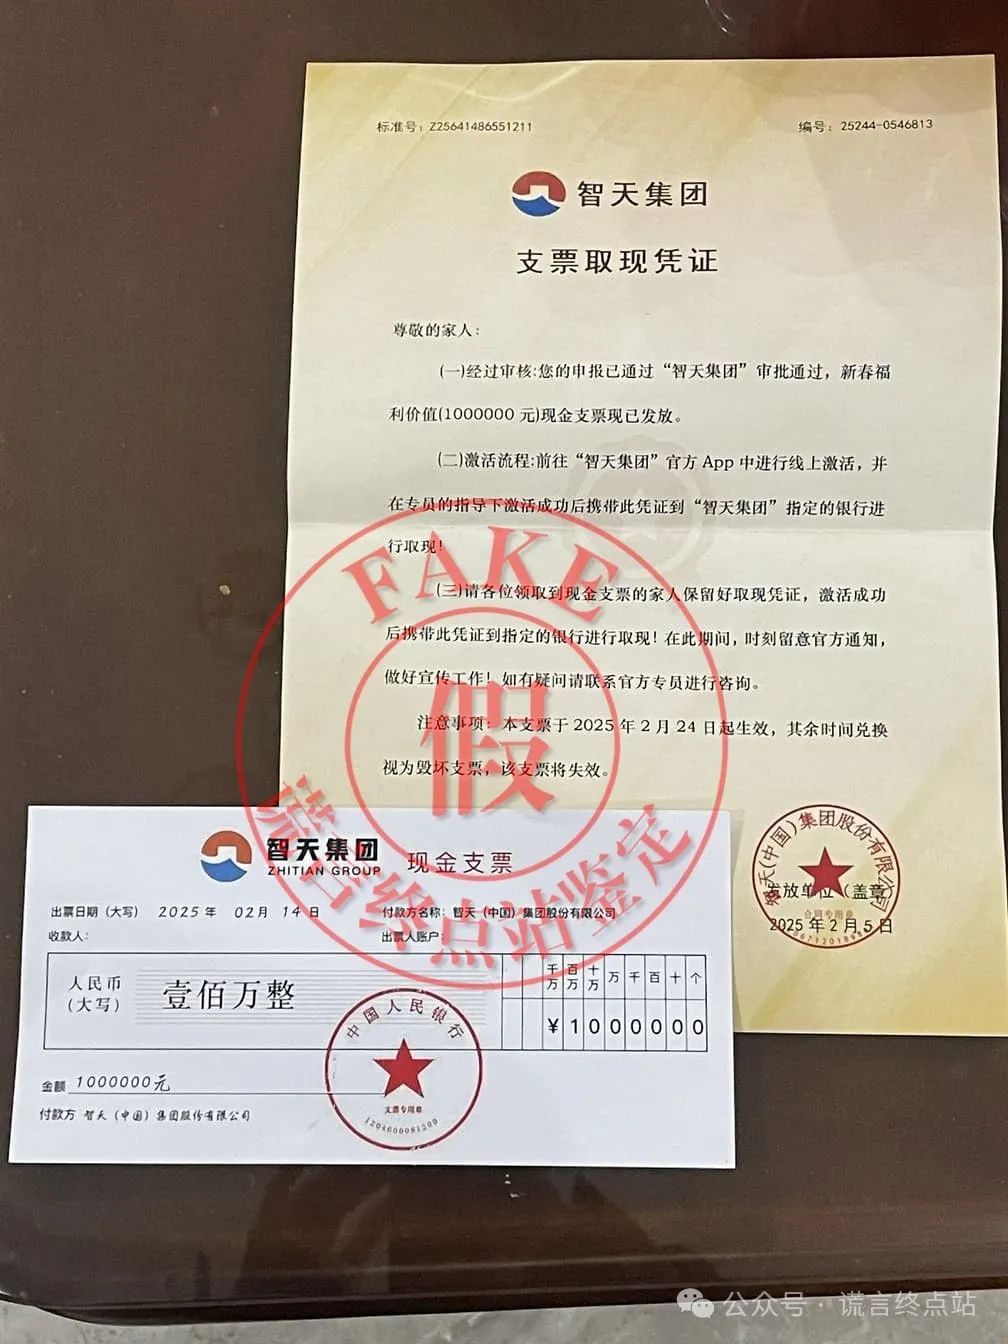 标准号：Z25641486551211
编号：25244-0546813
智天集团
支票取现凭证
尊敬的家人：
(一)经过审核:您的申报已通过“智天集团”审批通过，新春福
利价值(1000000 元)现金支票现已发放。
(二)激活流程:前往“智天集团”官方 App 中进行线上激活，并
在专员的指导下激活成功后携带此凭证到“智天集团”指定的银行进
行取现！
(三)请各位领取到现金支票的家人保留好取现凭证，激活成功
后携带此凭证到指定的银行进行取现！在此期间，时刻留意官方通知，
做好宣传工作！如有疑问请联系官方专员进行咨询。
注意事项：本支票于 2025 年 2 月 24 日起生效，其余时间兑换
视为毁坏支票，该支票将失效。
智天(中国)集团股份有限公司
发放单位（盖章
合同专用章
2025 年 2 月 5 日
FAKE
假
谎言终点站鉴定
智天集团
ZHITIAN GROUP
现金支票
出票日期（大写） 2025 年 02月 14 日
付款方名称：智天（中国）集团股份有限公司
收款人：
出票人账户：
人民币
（大写）
壹佰万整
千万 百万 十万 万 千 百 十 个
¥ 1 0 0 0 0 0 0
中国人民银行
支票专用章
1204600081200
金额 1000000元
付款方 智天（中国）集团股份有限公司
公众号 · 谎言终点站